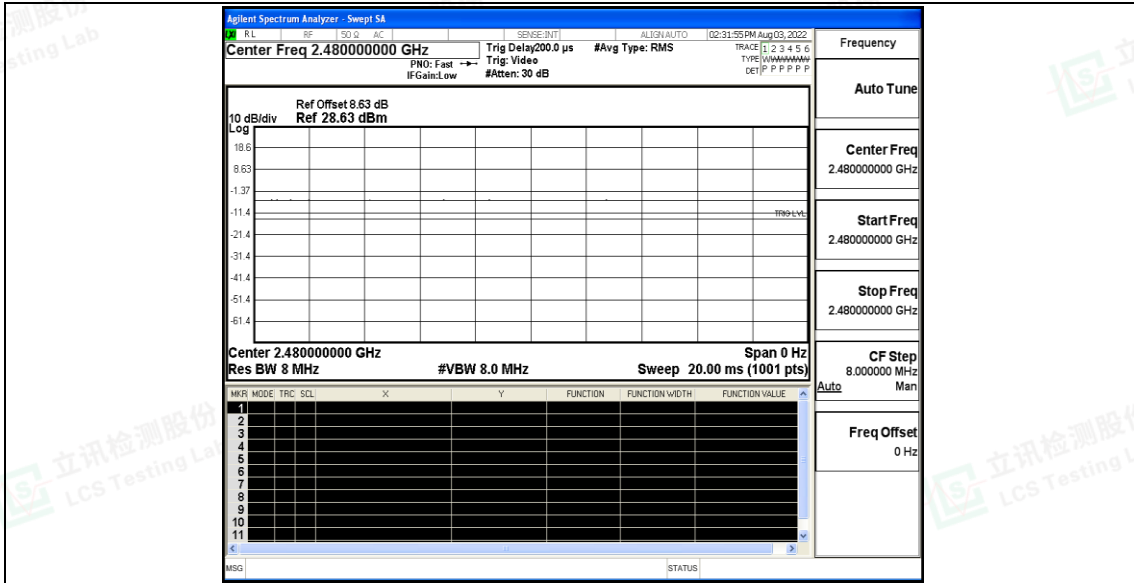 Agilent Spectrum Analyzer - Swept SA
LXI RL RF 50 Ω AC SENSE:INT ALIGN AUTO 02:31:55 PM Aug 03, 2022
Center Freq 2.480000000 GHz
PNO: Fast
IFGain:Low
Trig Delay200.0 µs
Trig: Video
#Atten: 30 dB
#Avg Type: RMS
TRACE 1 2 3 4 5 6
TYPE WWWWWW
DET P P P P P P
Ref Offset 8.63 dB
10 dB/div Ref 28.63 dBm
Log
18.6
8.63
-1.37
-11.4
TRIG LVL
-21.4
-31.4
-41.4
-51.4
-61.4
Center 2.480000000 GHz Span 0 Hz
Res BW 8 MHz #VBW 8.0 MHz Sweep 20.00 ms (1001 pts)
MKR MODE TRC SCL X Y FUNCTION FUNCTION WIDTH FUNCTION VALUE
1
2
3
4
5
6
7
8
9
10
11
MSG STATUS
Frequency
Auto Tune
Center Freq
2.480000000 GHz
Start Freq
2.480000000 GHz
Stop Freq
2.480000000 GHz
CF Step
8.000000 MHz
Auto Man
Freq Offset
0 Hz
立讯检测股份
LCS Testing Lab
立讯检测股份
LCS Testing L